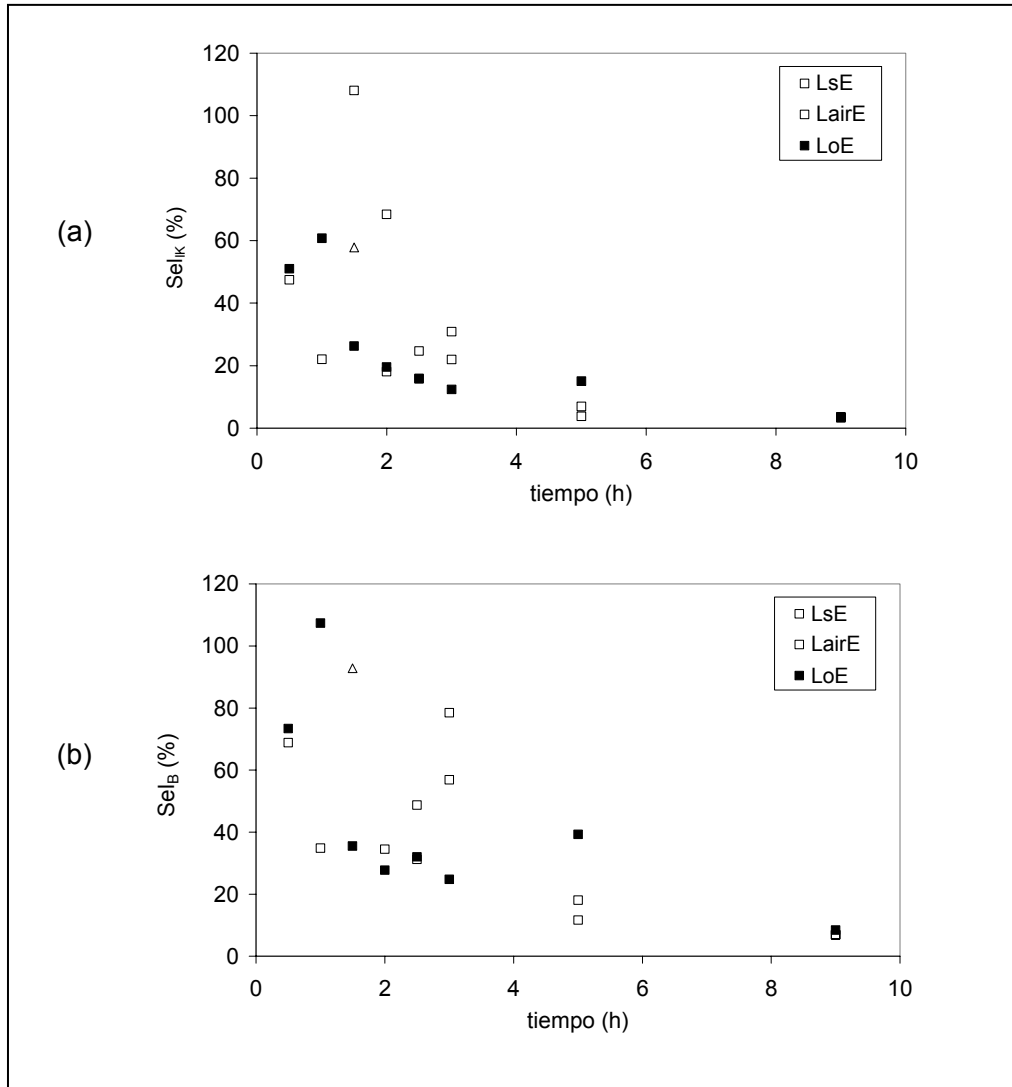 (a)
Sel_IK (%)
120
100
80
60
40
20
0
0 2 4 6 8 10
tiempo (h)
LsE
LairE
LoE
(b)
Sel_B (%)
120
100
80
60
40
20
0
0 2 4 6 8 10
tiempo (h)
LsE
LairE
LoE